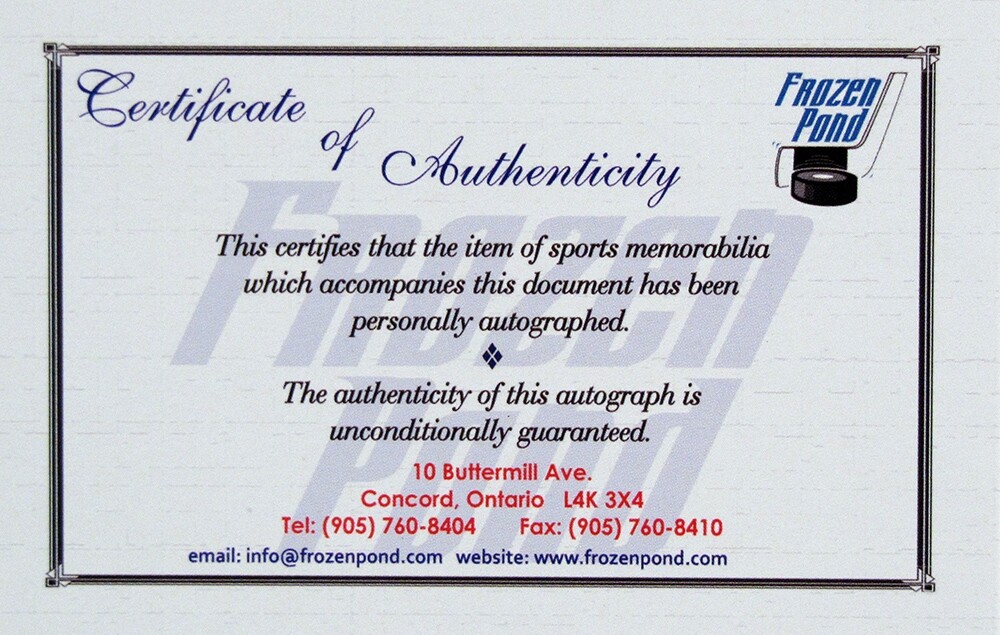 Certificate of Authenticity
Frozen
Pond
This certifies that the item of sports memorabilia
which accompanies this document has been
personally autographed.
The authenticity of this autograph is
unconditionally guaranteed.
10 Buttermill Ave.
Concord, Ontario L4K 3X4
Tel: (905) 760-8404 Fax: (905) 760-8410
email: info@frozenpond.com website: www.frozenpond.com
Frozen
Pond